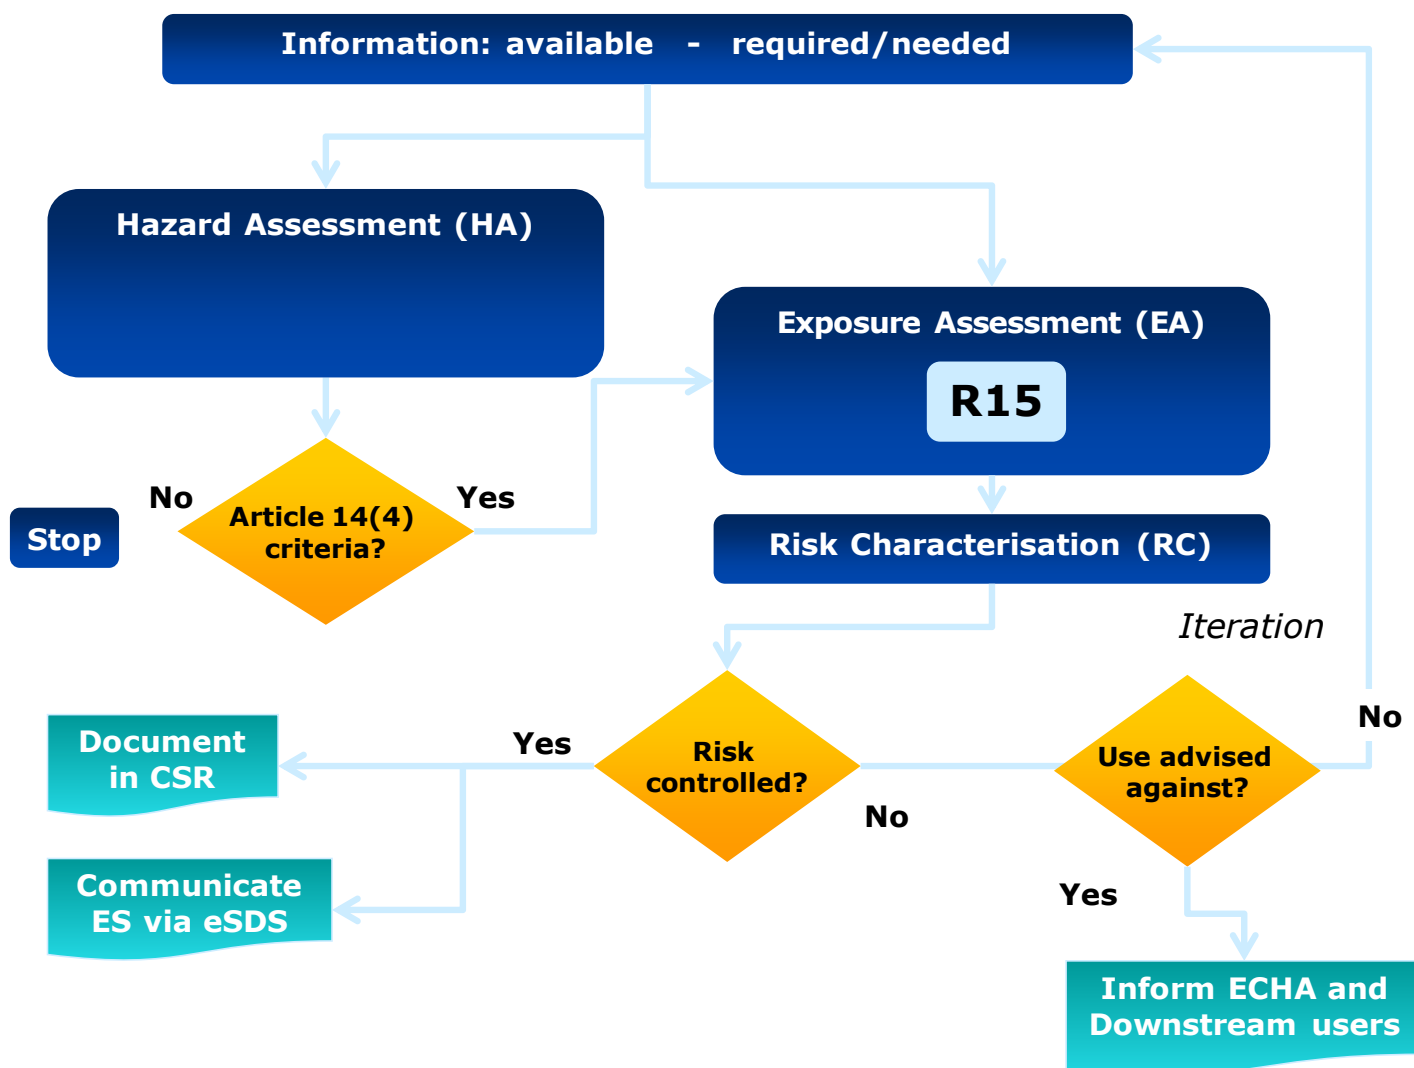 Information: available - required/needed
Hazard Assessment (HA)
Exposure Assessment (EA)
R15
No
Yes
Article 14(4)
criteria?
Stop
Risk Characterisation (RC)
Iteration
No
Document
in CSR
Yes
Risk
controlled?
No
Use advised
against?
Communicate
ES via eSDS
Yes
Inform ECHA and
Downstream users